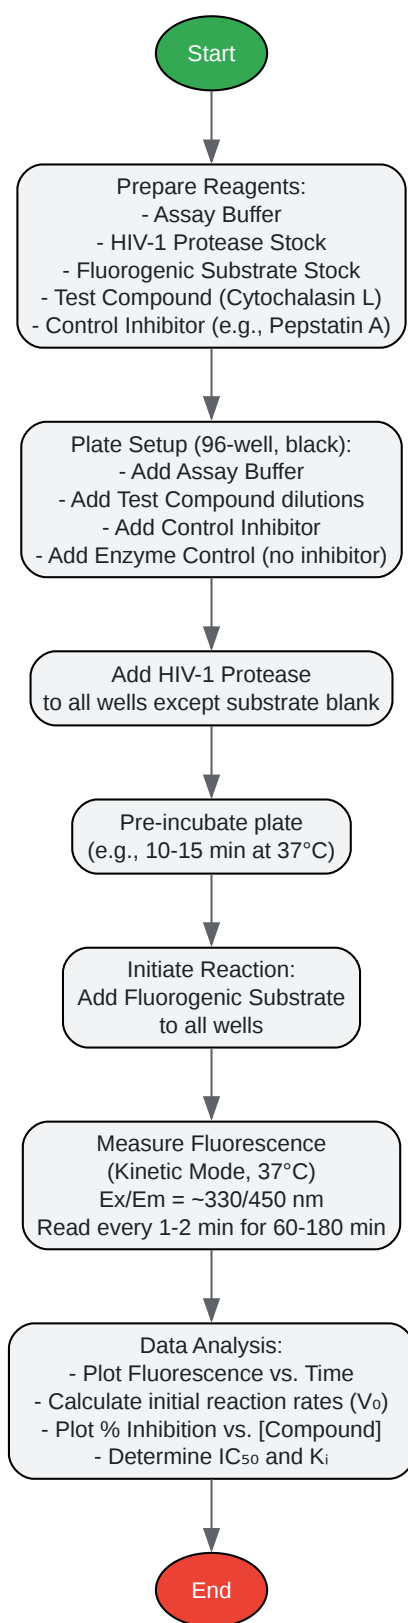 Start
Prepare Reagents:
- Assay Buffer
- HIV-1 Protease Stock
- Fluorogenic Substrate Stock
- Test Compound (Cytochalasin L)
- Control Inhibitor (e.g., Pepstatin A)
Plate Setup (96-well, black):
- Add Assay Buffer
- Add Test Compound dilutions
- Add Control Inhibitor
- Add Enzyme Control (no inhibitor)
Add HIV-1 Protease
to all wells except substrate blank
Pre-incubate plate
(e.g., 10-15 min at 37°C)
Initiate Reaction:
Add Fluorogenic Substrate
to all wells
Measure Fluorescence
(Kinetic Mode, 37°C)
Ex/Em = ~330/450 nm
Read every 1-2 min for 60-180 min
Data Analysis:
- Plot Fluorescence vs. Time
- Calculate initial reaction rates (V₀)
- Plot % Inhibition vs. [Compound]
- Determine IC₅₀ and Kᵢ
End